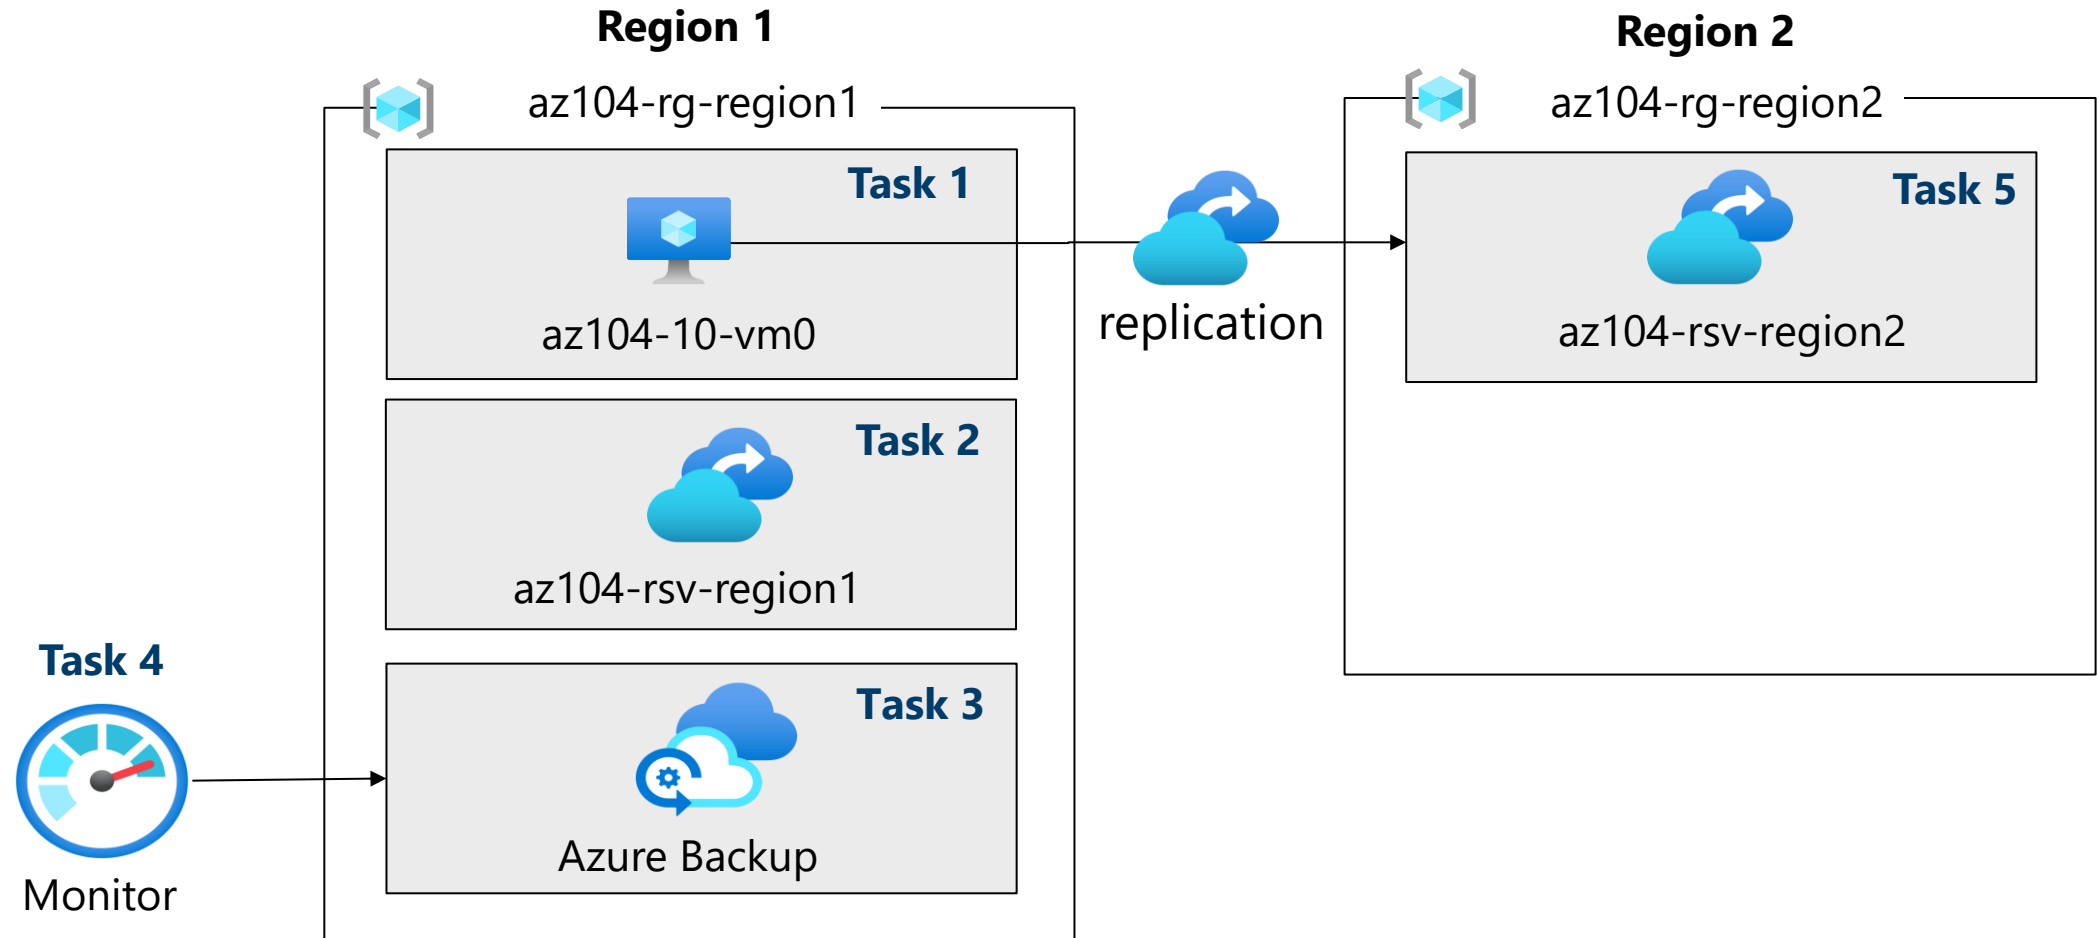 Region 1
az104-rg-region1
Task 1
az104-10-vm0
Task 2
az104-rsv-region1
Task 3
Azure Backup
Task 4
Monitor
replication
Region 2
az104-rg-region2
Task 5
az104-rsv-region2